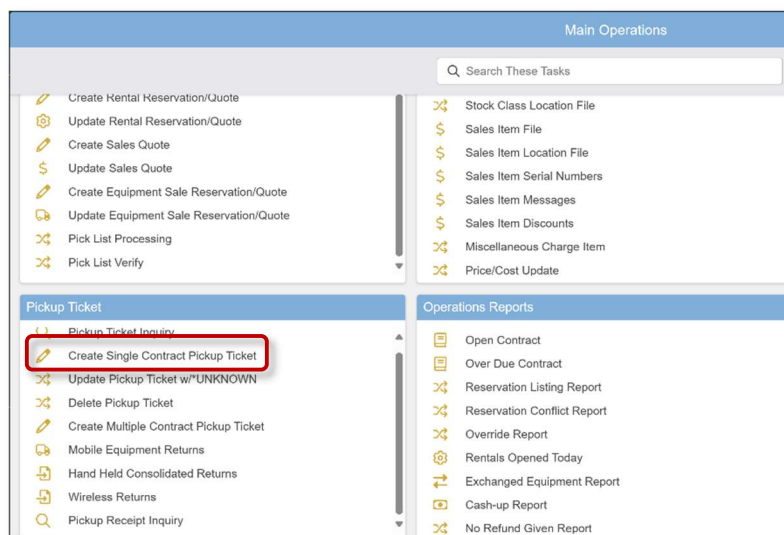 Main Operations
Search These Tasks
Create Rental Reservation/Quote
Update Rental Reservation/Quote
Create Sales Quote
Update Sales Quote
Create Equipment Sale Reservation/Quote
Update Equipment Sale Reservation/Quote
Pick List Processing
Pick List Verify
Stock Class Location File
Sales Item File
Sales Item Location File
Sales Item Serial Numbers
Sales Item Messages
Sales Item Discounts
Miscellaneous Charge Item
Price/Cost Update
Pickup Ticket
Pickup Ticket Inquiry
Create Single Contract Pickup Ticket
Update Pickup Ticket w/*UNKNOWN
Delete Pickup Ticket
Create Multiple Contract Pickup Ticket
Mobile Equipment Returns
Hand Held Consolidated Returns
Wireless Returns
Pickup Receipt Inquiry
Operations Reports
Open Contract
Over Due Contract
Reservation Listing Report
Reservation Conflict Report
Override Report
Rentals Opened Today
Exchanged Equipment Report
Cash-up Report
No Refund Given Report